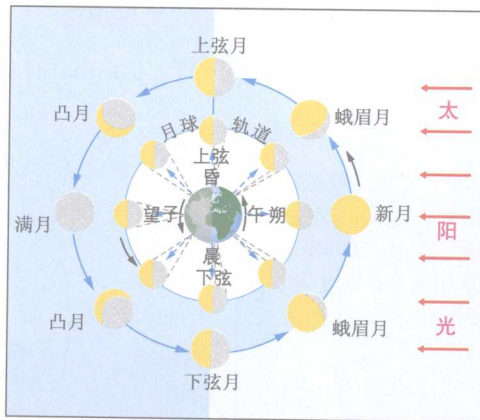 上弦月
凸月
蛾眉月
月球
轨道
太
上弦
昏
满月
望子
午朔
新月
阳
晨
下弦
凸月
蛾眉月
光
下弦月